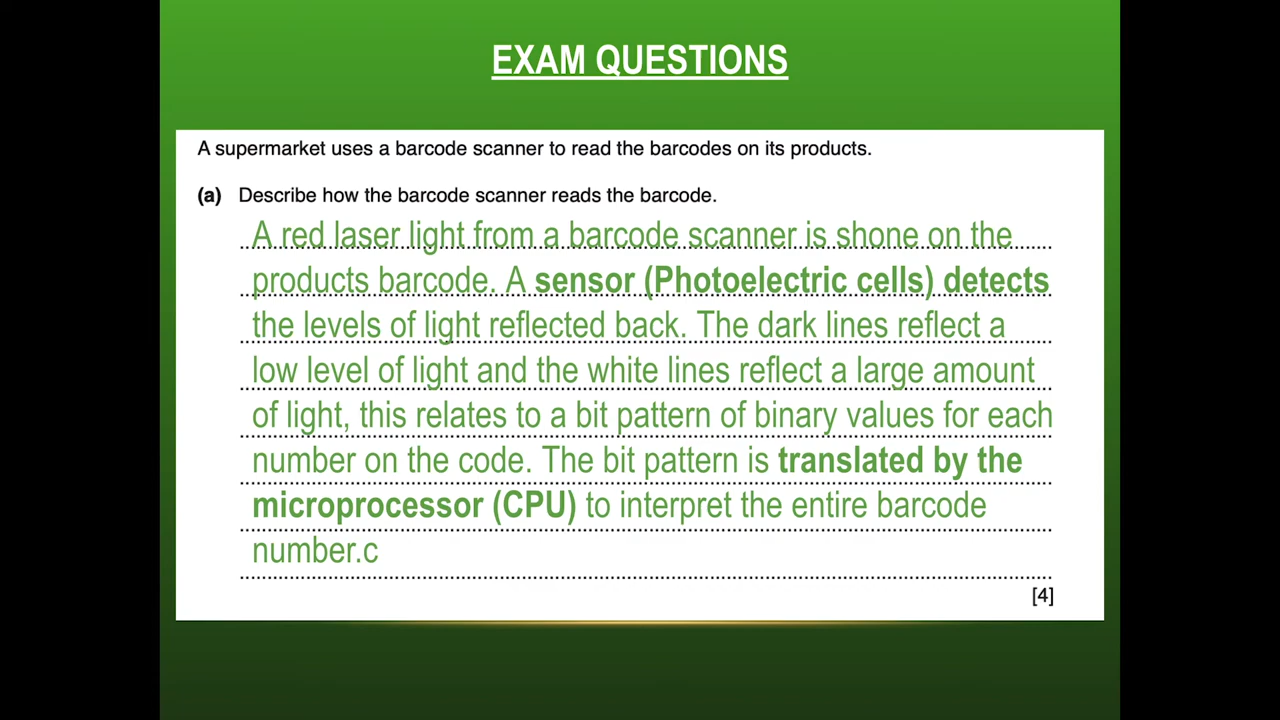 EXAM QUESTIONS
A supermarket uses a barcode scanner to read the barcodes on its products.
(a) Describe how the barcode scanner reads the barcode.
A red laser light from a barcode scanner is shone on the
products barcode. A sensor (Photoelectric cells) detects
the levels of light reflected back. The dark lines reflect a
low level of light and the white lines reflect a large amount
of light, this relates to a bit pattern of binary values for each
number on the code. The bit pattern is translated by the
microprocessor (CPU) to interpret the entire barcode
number.c
[4]